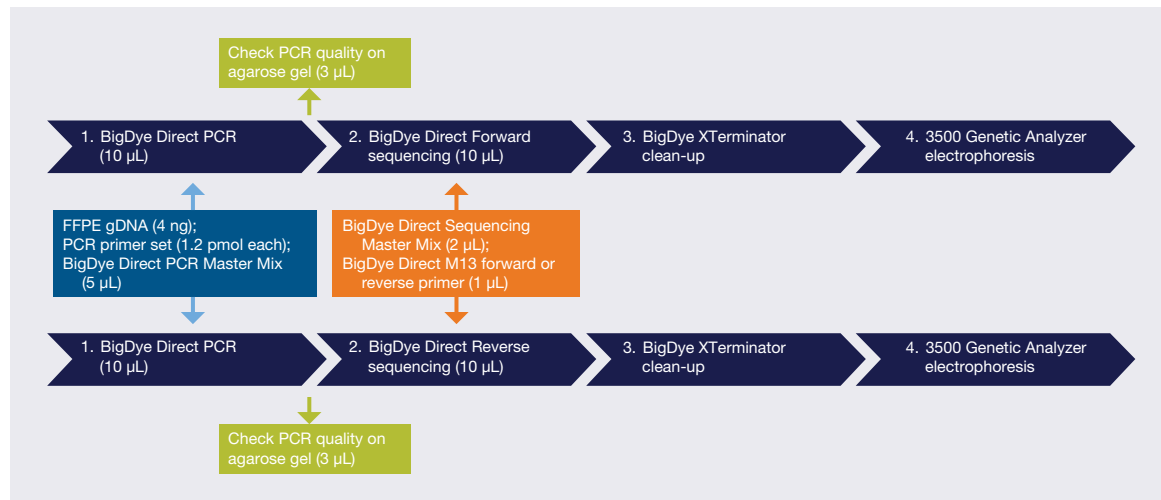 Check PCR quality on
agarose gel (3 µL)
1. BigDye Direct PCR
(10 µL)
2. BigDye Direct Forward
sequencing (10 µL)
3. BigDye XTerminator
clean-up
4. 3500 Genetic Analyzer
electrophoresis
FFPE gDNA (4 ng);
PCR primer set (1.2 pmol each);
BigDye Direct PCR Master Mix
(5 µL)
BigDye Direct Sequencing
Master Mix (2 µL);
BigDye Direct M13 forward or
reverse primer (1 µL)
1. BigDye Direct PCR
(10 µL)
2. BigDye Direct Reverse
sequencing (10 µL)
3. BigDye XTerminator
clean-up
4. 3500 Genetic Analyzer
electrophoresis
Check PCR quality on
agarose gel (3 µL)